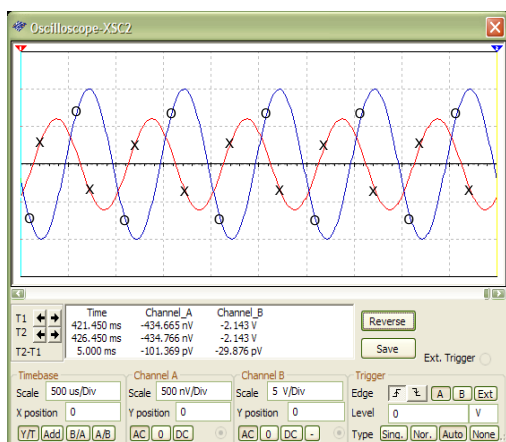 Oscilloscope-XSC2
1 2
X O X O X O X O X O
O X O X O X O X O X
Time Channel_A Channel_B
T1 421.450 ms -434.665 nV -2.143 V
T2 426.450 ms -434.766 nV -2.143 V
T2-T1 5.000 ms -101.369 pV -29.876 pV
Reverse
Save
Ext. Trigger
Timebase
Scale 500 us/Div
X position 0
Y/T Add B/A A/B
Channel A
Scale 500 nV/Div
Y position 0
AC 0 DC
Channel B
Scale 5 V/Div
Y position 0
AC 0 DC -
Trigger
Edge A B Ext
Level 0 V
Type Sing. Nor. Auto None